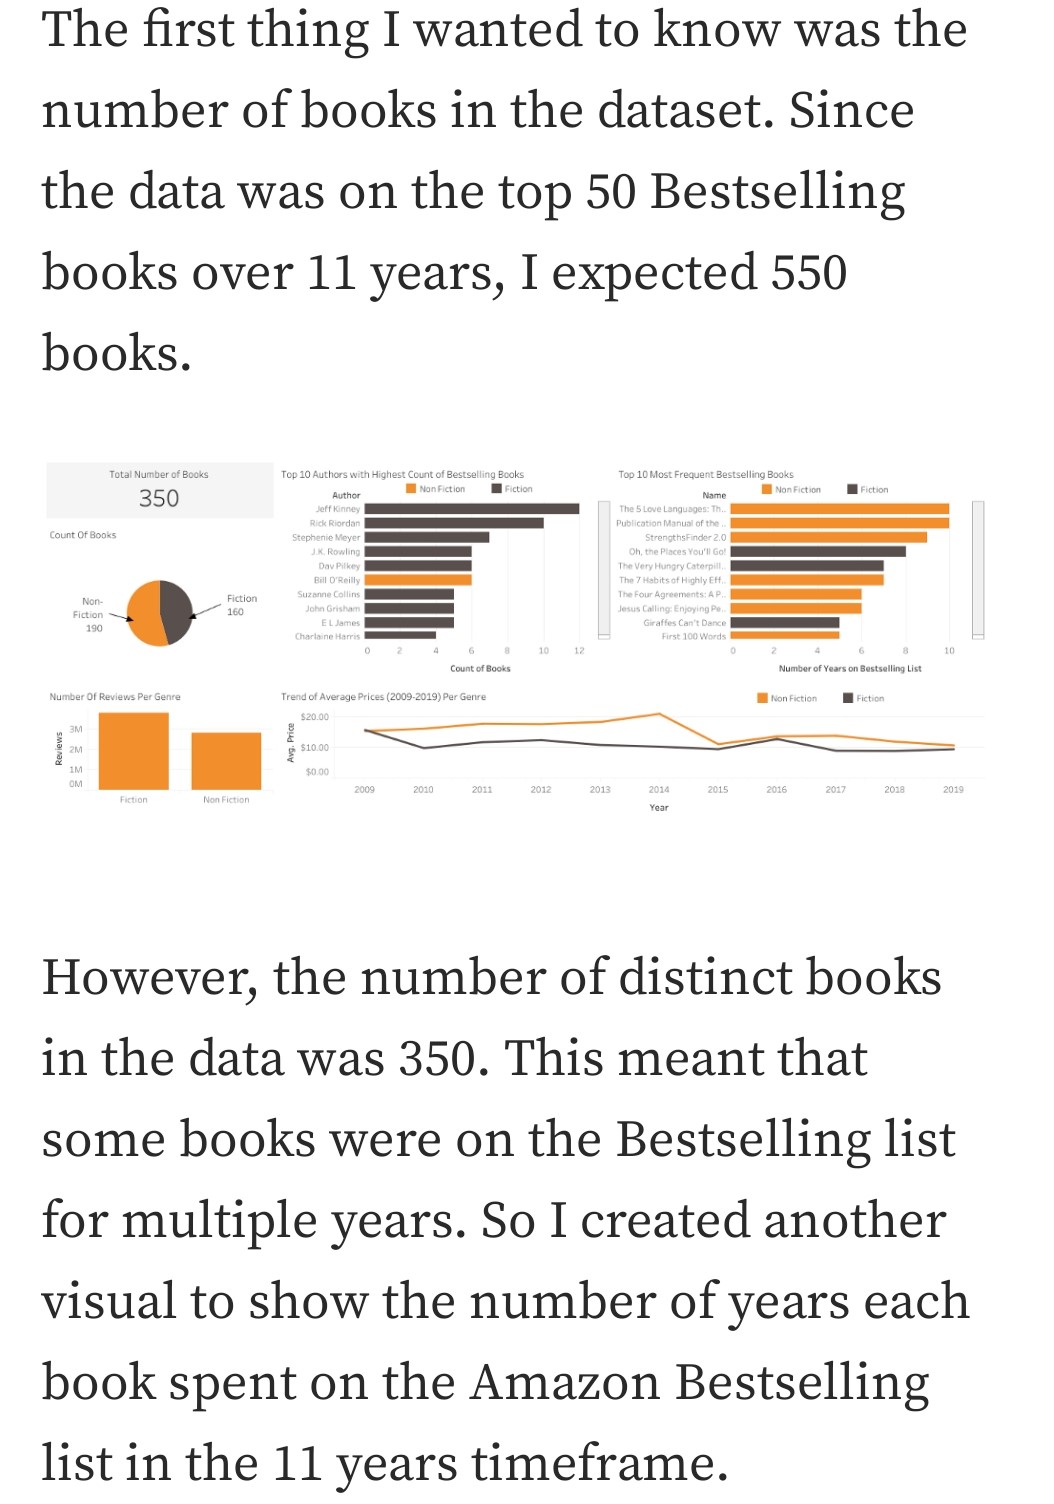 The first thing I wanted to know was the
number of books in the dataset. Since
the data was on the top 50 Bestselling
books over 11 years, I expected 550
books.
Total Number of Books
350
Count Of Books
Non-
Fiction
190
Fiction
160
Top 10 Authors with Highest Count of Bestselling Books
Non Fiction
Fiction
Author
Jeff Kinney
Rick Riordan
Stephenie Meyer
J.K. Rowling
Dav Pilkey
Bill O'Reilly
Suzanne Collins
John Grisham
E L James
Charlaine Harris
0 2 4 6 8 10 12
Count of Books
Top 10 Most Frequent Bestselling Books
Non Fiction
Fiction
Name
The 5 Love Languages: Th..
Publication Manual of the ..
StrengthsFinder 2.0
Oh, the Places You'll Go!
The Very Hungry Caterpill..
The 7 Habits of Highly Eff..
The Four Agreements: A P..
Jesus Calling: Enjoying Pe..
Giraffes Can't Dance
First 100 Words
0 2 4 6 8 10
Number of Years on Bestselling List
Number Of Reviews Per Genre
Reviews
3M
2M
1M
0M
Fiction
Non Fiction
Trend of Average Prices (2009-2019) Per Genre
Non Fiction
Fiction
Avg. Price
$20.00
$10.00
$0.00
2009 2010 2011 2012 2013 2014 2015 2016 2017 2018 2019
Year
However, the number of distinct books
in the data was 350. This meant that
some books were on the Bestselling list
for multiple years. So I created another
visual to show the number of years each
book spent on the Amazon Bestselling
list in the 11 years timeframe.